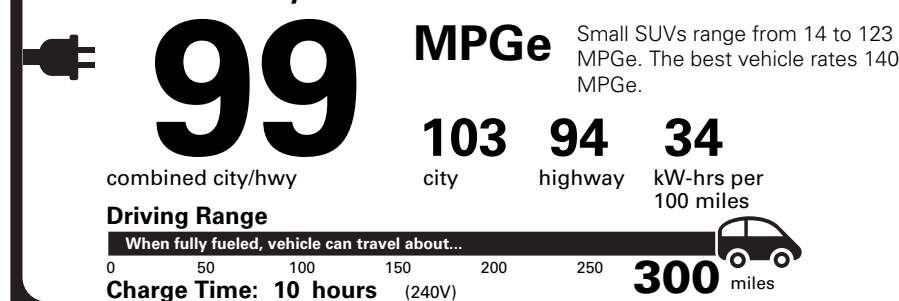 99
MPGe
Small SUVs range from 14 to 123
MPGe. The best vehicle rates 140
MPGe.
103 94 34
combined city/hwy
city
highway
kW-hrs per
100 miles
Driving Range
When fully fueled, vehicle can travel about...
0 50 100 150 200 250 300 miles
Charge Time: 10 hours (240V)